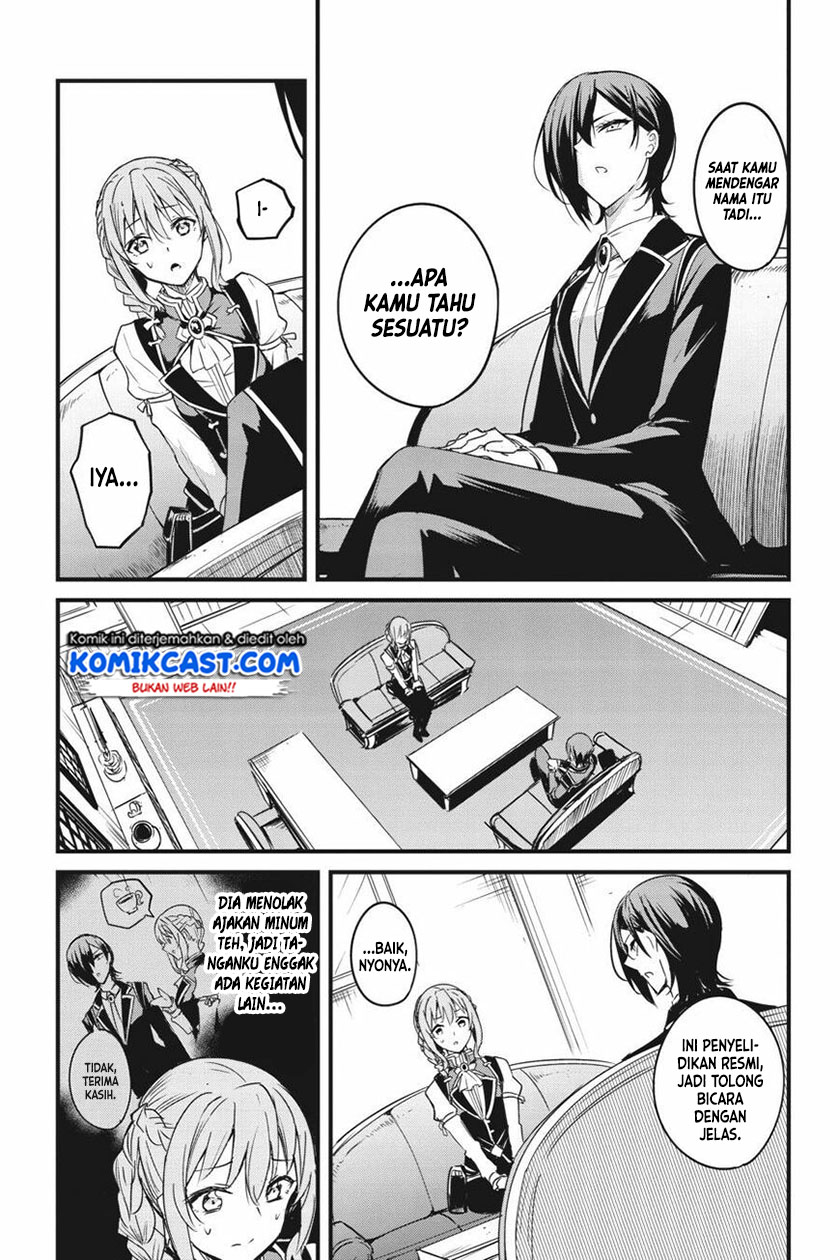 SAAT KAMU
MENDENGAR
NAMA ITU
TADI...
...APA
KAMU TAHU
SESUATU?
I-
IYA...
Komik ini diterjemahkan & diedit oleh
KOMIKCAST.COM
BUKAN WEB LAIN!!
INI PENYELI-
DIKAN RESMI,
JADI TOLONG
BICARA
DENGAN
JELAS.
...BAIK,
NYONYA.
DIA MENOLAK
AJAKAN MINUM
TEH, JADI TA-
NGANKU ENGGAK
ADA KEGIATAN
LAIN...
TIDAK,
TERIMA
KASIH.